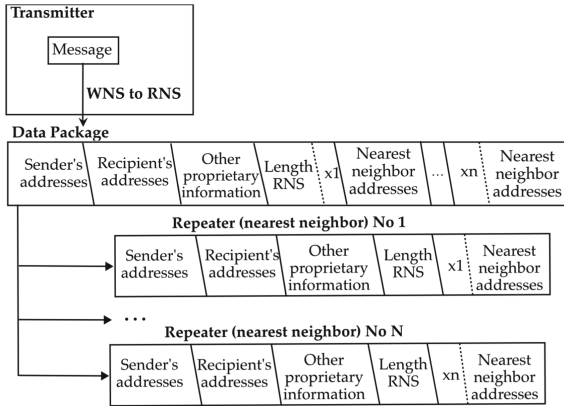 Transmitter
Message
WNS to RNS
Data Package
Sender's
addresses
Recipient's
addresses
Other
proprietary
information
Length
RNS
x1
Nearest
neighbor
addresses
...
xn
Nearest
neighbor
addresses
Repeater (nearest neighbor) No 1
Sender's
addresses
Recipient's
addresses
Other
proprietary
information
Length
RNS
x1
Nearest
neighbor
addresses
...
Repeater (nearest neighbor) No N
Sender's
addresses
Recipient's
addresses
Other
proprietary
information
Length
RNS
xn
Nearest
neighbor
addresses